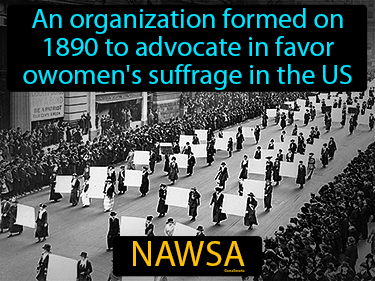 An organization formed on
1890 to advocate in favor
owomen's suffrage in the US
NAWSA